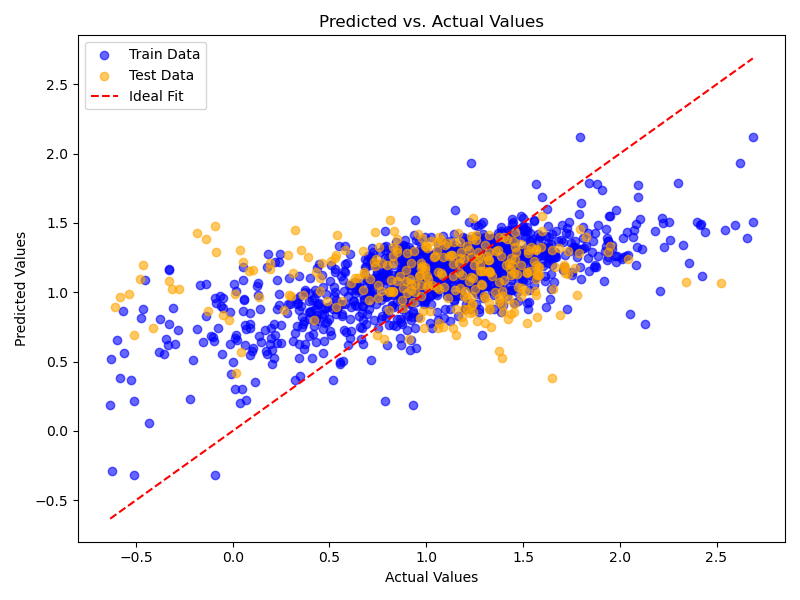 Predicted vs. Actual Values
Train Data
Test Data
Ideal Fit
Predicted Values
2.5
2.0
1.5
1.0
0.5
0.0
−0.5
−0.5
0.0
0.5
1.0
1.5
2.0
2.5
Actual Values